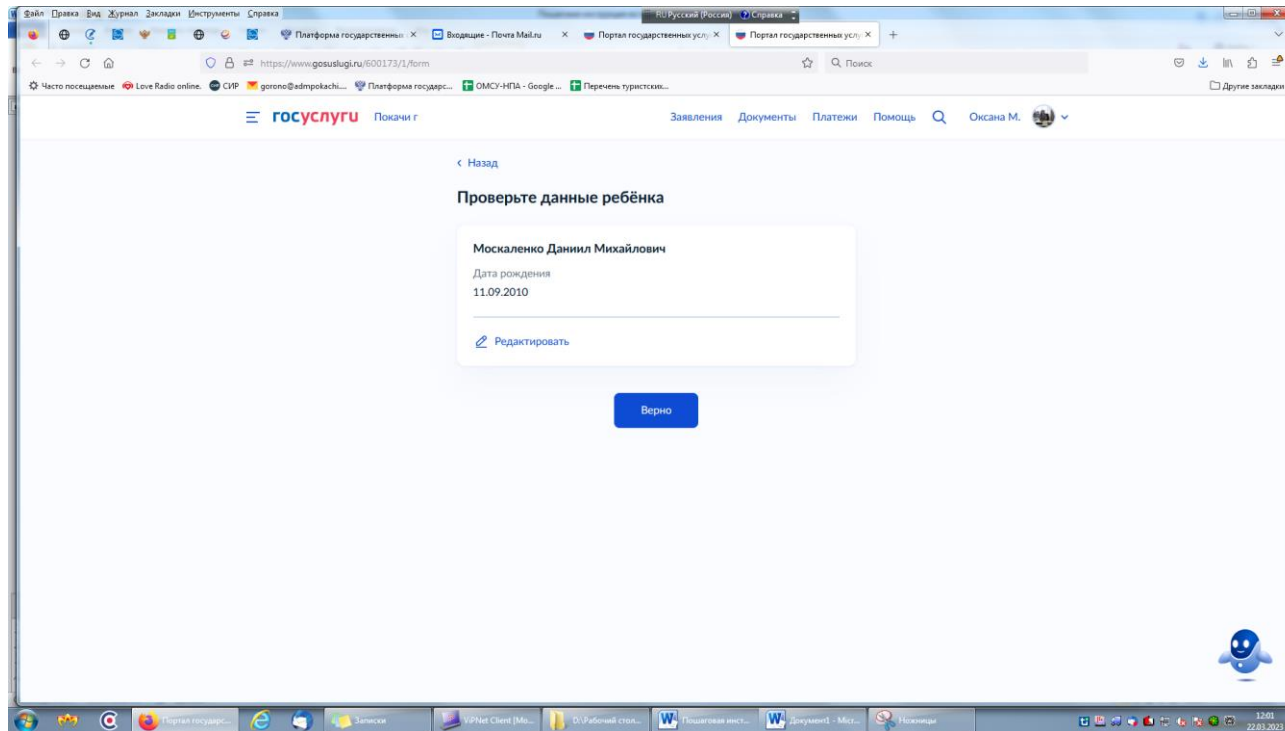 Файл Правка Вид Журнал Закладки Инструменты Справка
RU Русский (Россия) Справка
Платформа государственны
Входящие - Почта Mail.ru
Портал государственных услу
Портал государственных услу
https://www.gosuslugi.ru/600173/1/form
Поиск
Часто посещаемые Love Radio online. СИР gorono@admpokachi.... Платформа государс... ОМСУ-НПА - Google ... Перечень туристских... Другие закладки
госуслуги Покачи г Заявления Документы Платежи Помощь Оксана М.
Назад
Проверьте данные ребёнка
Москаленко Даниил Михайлович
Дата рождения
11.09.2010
Редактировать
Верно
Портал государс... Записки ViPNet Client [Мо... D:\Рабочий стол... Пошаговая инст... Документ1 - Micr... Ножницы
12:01
22.03.2023